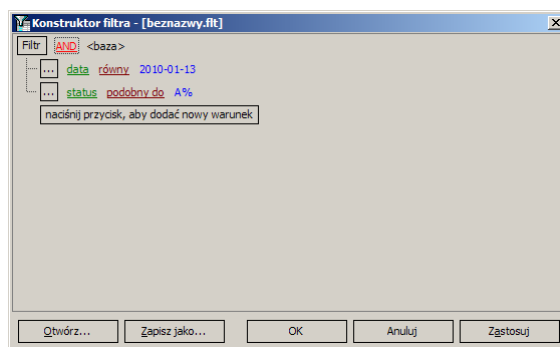 Konstruktor filtra - [beznazwy.flt]
Filtr AND <baza>
... data równy 2010-01-13
... status podobny do A%
naciśnij przycisk, aby dodać nowy warunek
Otwórz... Zapisz jako... OK Anuluj Zastosuj